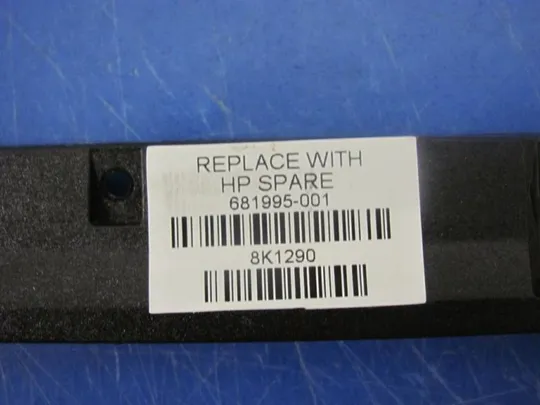 REPLACE WITH
HP SPARE
681995-001
8K1290